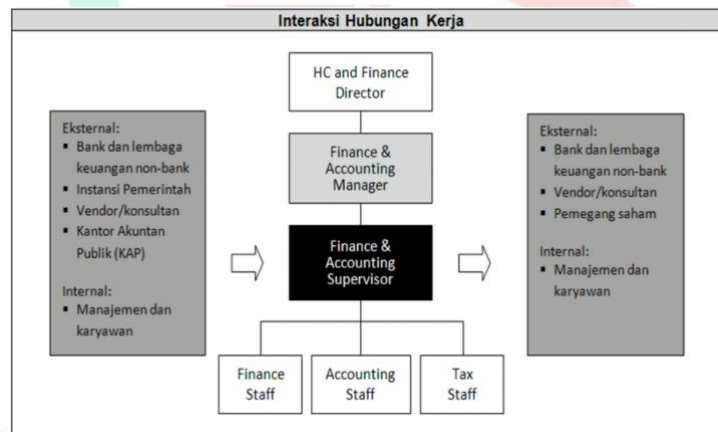 Interaksi Hubungan Kerja
HC and Finance
Director
Eksternal:
▪ Bank dan lembaga
keuangan non-bank
▪ Instansi Pemerintah
▪ Vendor/konsultan
▪ Kantor Akuntan
Publik (KAP)
Internal:
▪ Manajemen dan
karyawan
Finance &
Accounting
Manager
Finance &
Accounting
Supervisor
Eksternal:
▪ Bank dan lembaga
keuangan non-bank
▪ Vendor/konsultan
▪ Pemegang saham
Internal:
▪ Manajemen dan
karyawan
Finance
Staff
Accounting
Staff
Tax
Staff